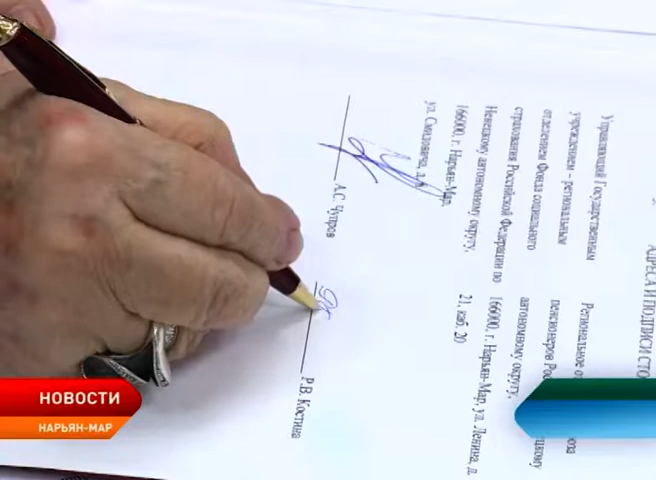 АДРЕСА И ПОДПИСИ СТО
Управляющий Государственным
учреждением – региональным
отделением Фонда социального
страхования Российской Федерации по
Ненецкому автономному округу,
166000, г. Нарьян-Мар,
ул. Смидовича, д.
А.С. Чупров
Региональное о
пенсионеров Ро
автономному округу,
166000, г. Нарьян-Мар, ул. Ленина, д.
21, каб. 20
Р.В. Костина
НОВОСТИ
НАРЬЯН-МАР